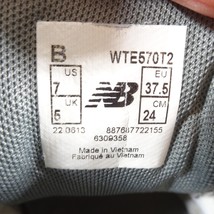 B WTE570T2
US 7 EU 37.5
UK 5 CM 24
NB
22.0613 887687722155
6309358
Made in Vietnam
Fabriqué au Vietnam